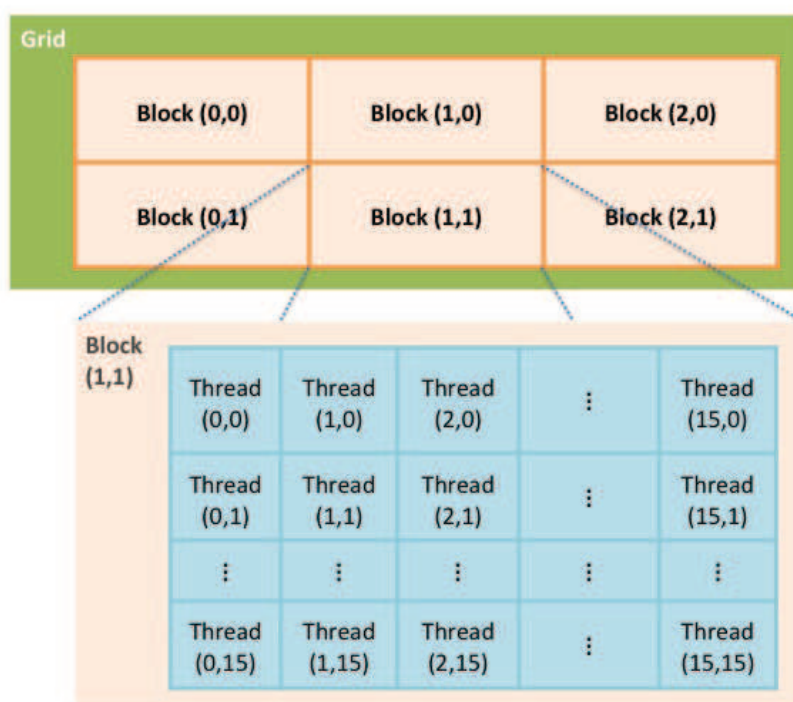 Grid
Block (0,0) Block (1,0) Block (2,0)
Block (0,1) Block (1,1) Block (2,1)
Block
(1,1)
Thread Thread Thread ⋮ Thread
(0,0) (1,0) (2,0) (15,0)
Thread Thread Thread ⋮ Thread
(0,1) (1,1) (2,1) (15,1)
⋮ ⋮ ⋮ ⋮ ⋮
Thread Thread Thread ⋮ Thread
(0,15) (1,15) (2,15) (15,15)